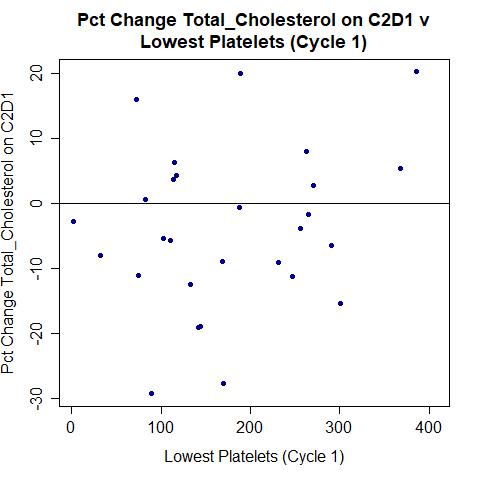 Pct Change Total_Cholesterol on C2D1 v
Lowest Platelets (Cycle 1)
Pct Change Total_Cholesterol on C2D1
20
10
0
-10
-20
-30
0 100 200 300 400
Lowest Platelets (Cycle 1)